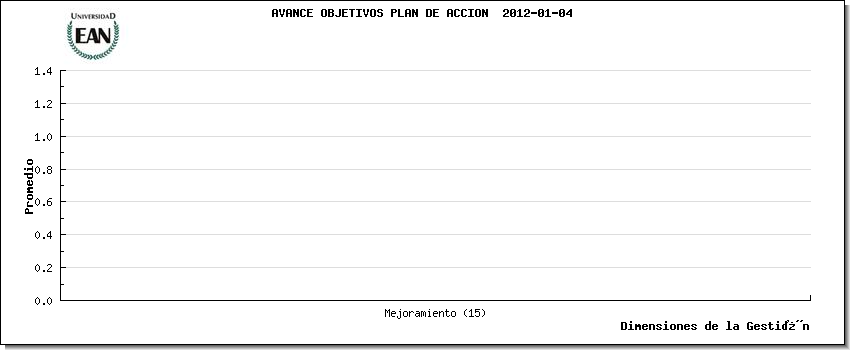 AVANCE OBJETIVOS PLAN DE ACCION 2012-01-04
UNIVERSIDAD
EAN
1.4
1.2
1.0
0.8
0.6
0.4
0.2
0.0
Promedio
Mejoramiento (15)
Dimensiones de la Gestiďż˝n